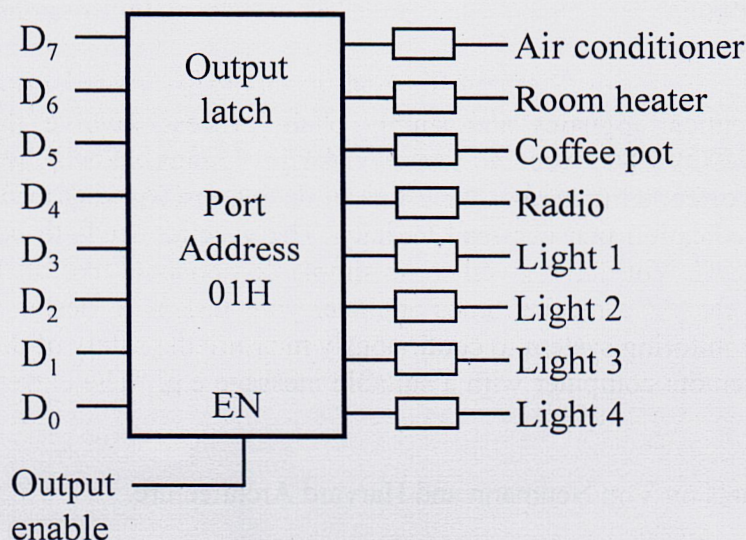 D7
D6
D5
D4
D3
D2
D1
D0
Output
latch
Port
Address
01H
EN
Air conditioner
Room heater
Coffee pot
Radio
Light 1
Light 2
Light 3
Light 4
Output
enable